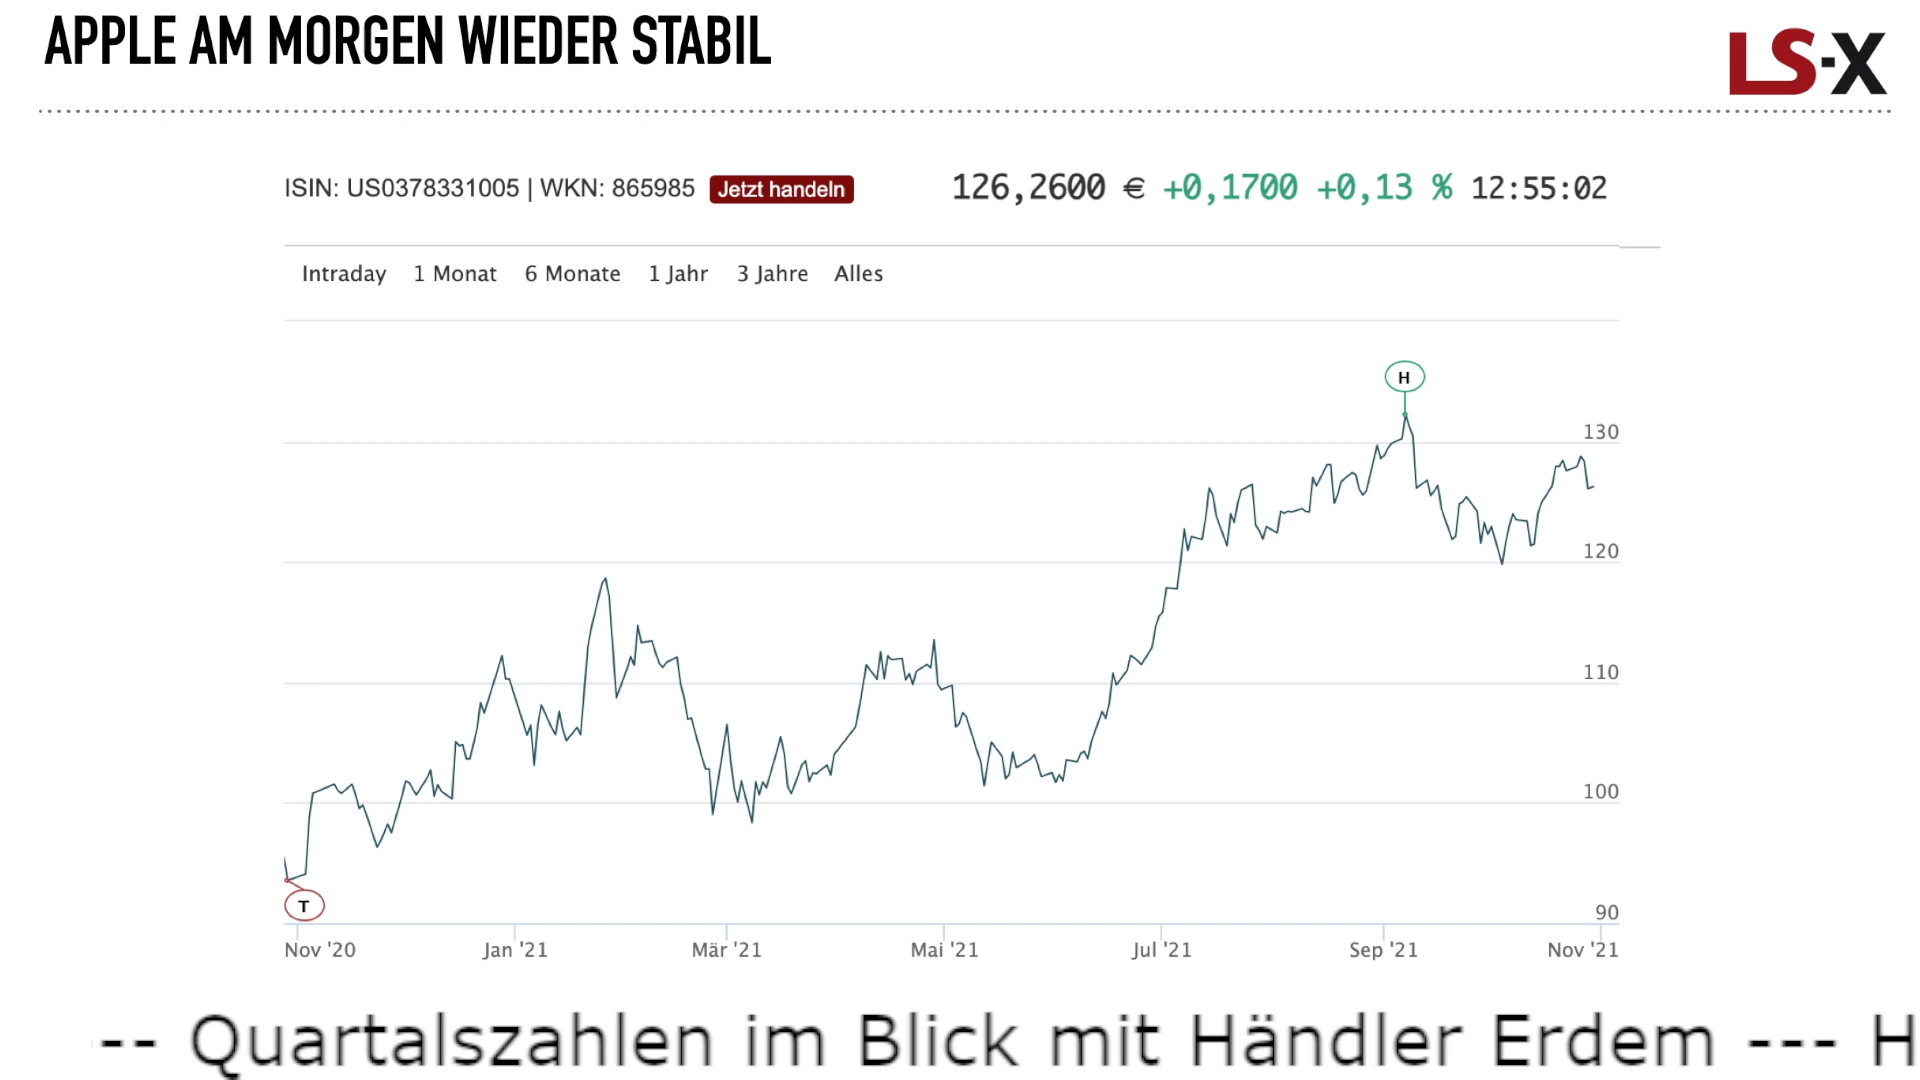 APPLE AM MORGEN WIEDER STABIL
LS-X
ISIN: US0378331005 | WKN: 865985 Jetzt handeln 126,2600 € +0,1700 +0,13 % 12:55:02
Intraday 1 Monat 6 Monate 1 Jahr 3 Jahre Alles
H
130
120
110
100
T
90
Nov '20 Jan '21 Mär '21 Mai '21 Jul '21 Sep '21 Nov '21
-- Quartalszahlen im Blick mit Händler Erdem --- H